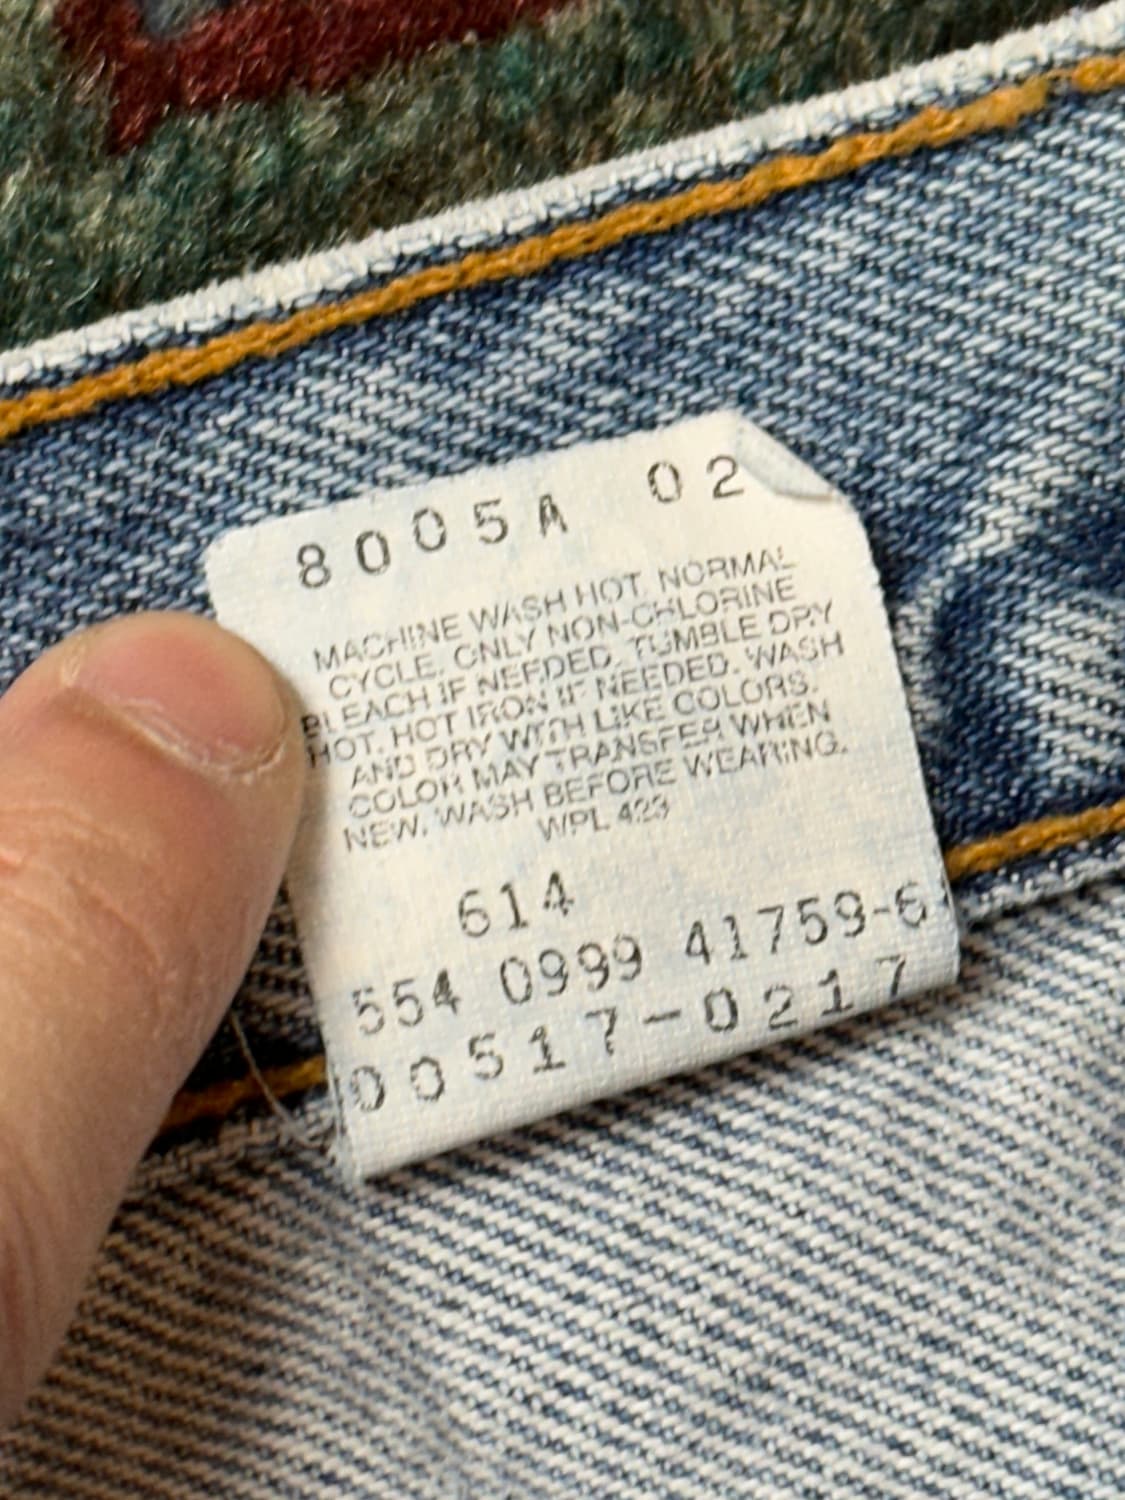 8005A 02
MACHINE WASH HOT. NORMAL
CYCLE. ONLY NON-CHLORINE
BLEACH IF NEEDED. TUMBLE DRY
HOT. HOT IRON IF NEEDED. WASH
AND DRY WITH LIKE COLORS.
COLOR MAY TRANSFER WHEN
NEW. WASH BEFORE WEARING.
WPL 423
614
554 0999 41759-6
00517-0217